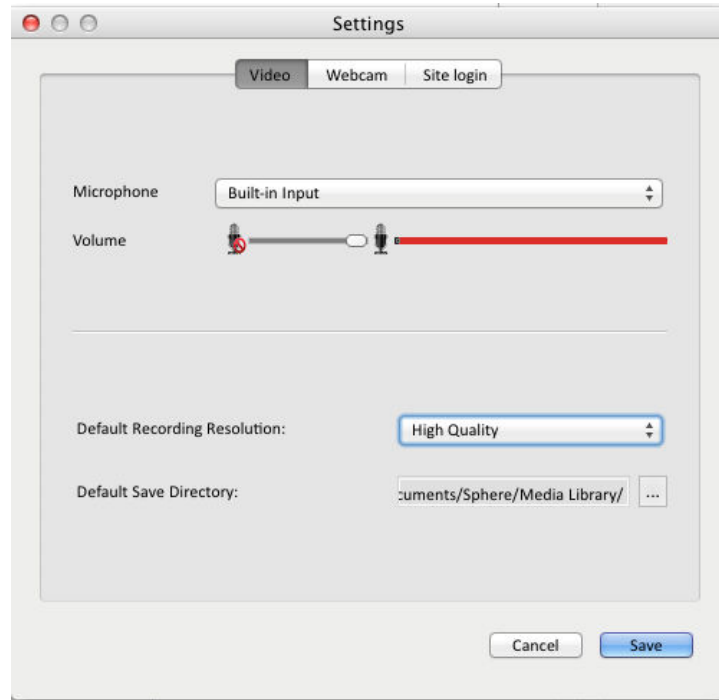 Settings
Video Webcam Site login
Microphone Built-in Input
Volume
Default Recording Resolution: High Quality
Default Save Directory: cuments/Sphere/Media Library/ ...
Cancel Save